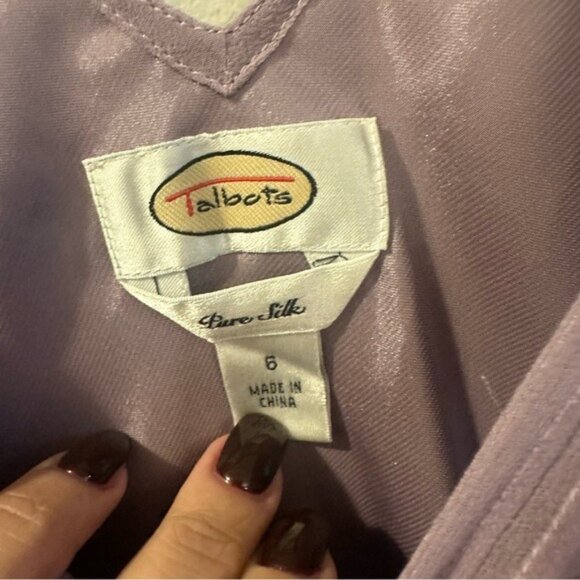 Talbots
Pure Silk
6
MADE IN
CHINA